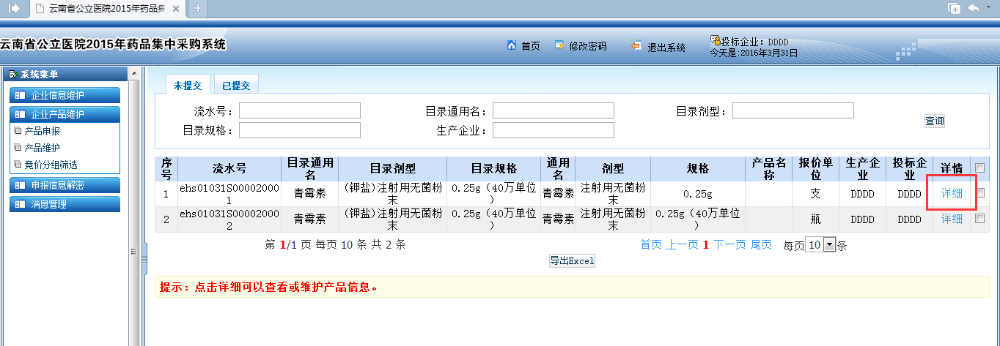 云南省公立医院2015年药品集
云南省公立医院2015年药品集中采购系统
首页 修改密码 退出系统
投标企业：DDDD
今天是:2016年3月31日
系统菜单
企业信息维护
企业产品维护
产品申报
产品维护
竟价分组筛选
申报信息解密
消息管理
未提交 已提交
流水号： 目录通用名： 目录剂型：
目录规格： 生产企业： 查询
序号 流水号 目录通用名 目录剂型 目录规格 通用名 剂型 规格 产品名称 报价单位 生产企业 投标企业 详情
1 ehs01031S000020001 青霉素 (钾盐)注射用无菌粉末 0.25g（40万单位） 青霉素 注射用无菌粉末 0.25g 支 DDDD DDDD 详细
2 ehs01031S000020002 青霉素 (钾盐)注射用无菌粉末 0.25g（40万单位） 青霉素 注射用无菌粉末 0.25g（40万单位） 瓶 DDDD DDDD 详细
第 1/1 页 每页 10 条 共 2 条 首页 上一页 1 下一页 尾页 每页 10 条
导出Excel
提示：点击详细可以查看或维护产品信息。